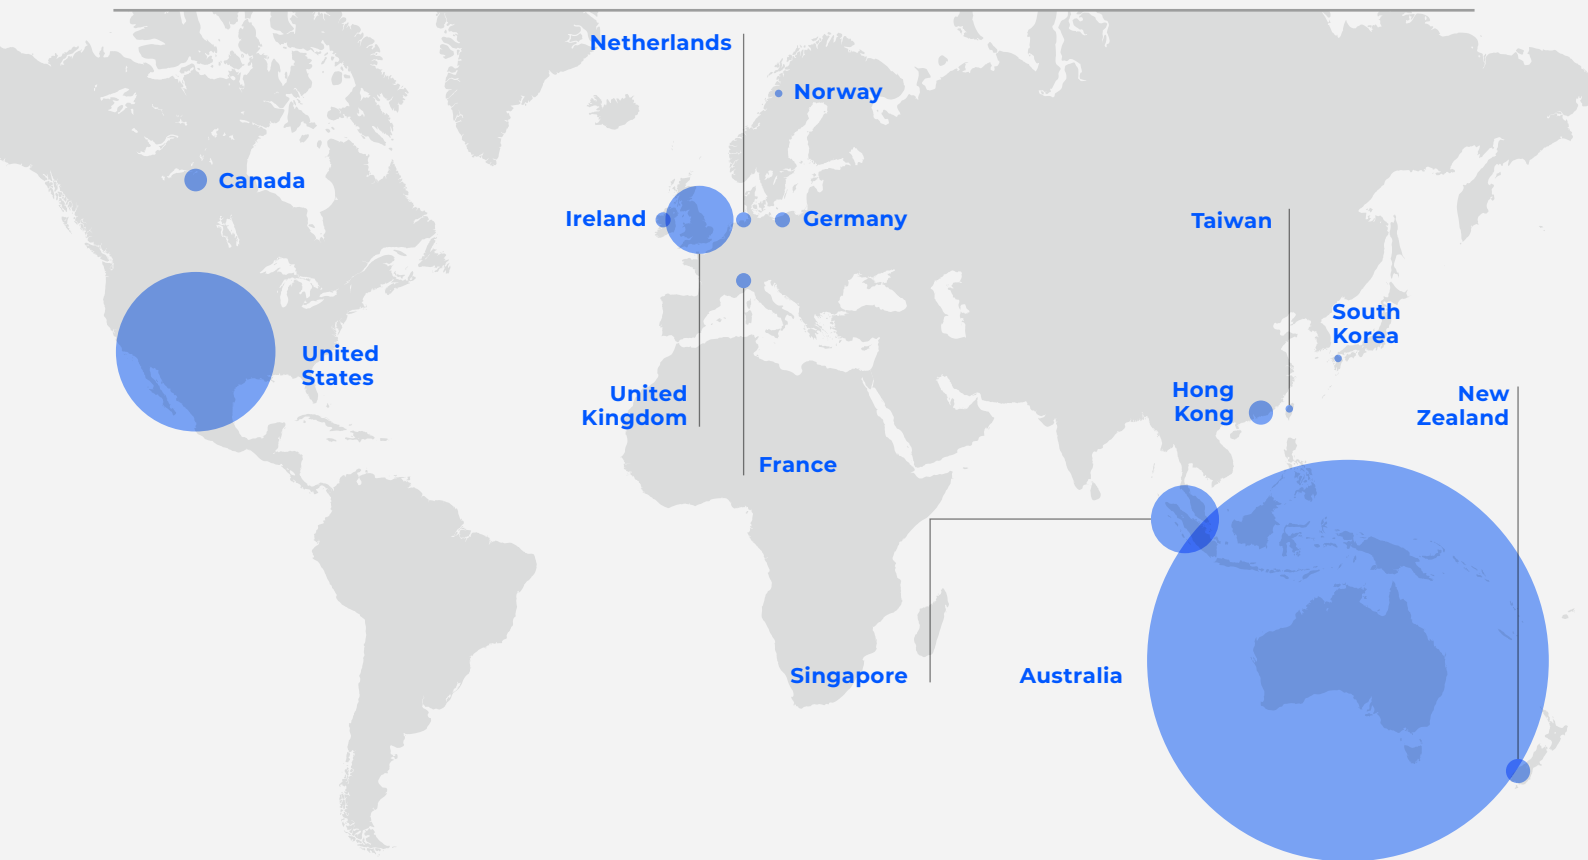 Netherlands
Norway
Canada
Ireland
Germany
Taiwan
South
Korea
United
States
United
Kingdom
Hong
Kong
New
Zealand
France
Singapore
Australia